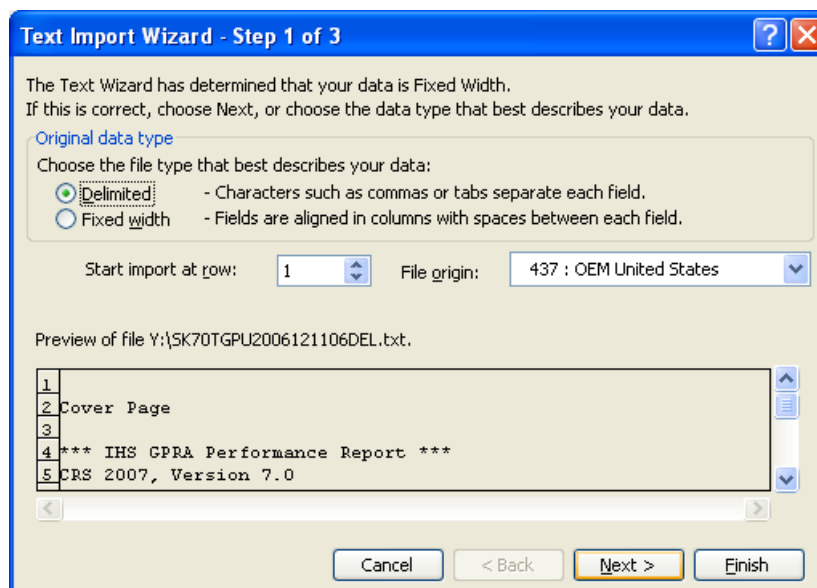 Text Import Wizard - Step 1 of 3
The Text Wizard has determined that your data is Fixed Width.
If this is correct, choose Next, or choose the data type that best describes your data.
Original data type
Choose the file type that best describes your data:
Delimited - Characters such as commas or tabs separate each field.
Fixed width - Fields are aligned in columns with spaces between each field.
Start import at row: 1 File origin: 437 : OEM United States
Preview of file Y:\SK70TGPU2006121106DEL.txt.
1
2 Cover Page
3
4 *** IHS GPRA Performance Report ***
5 CRS 2007, Version 7.0
Cancel < Back Next > Finish